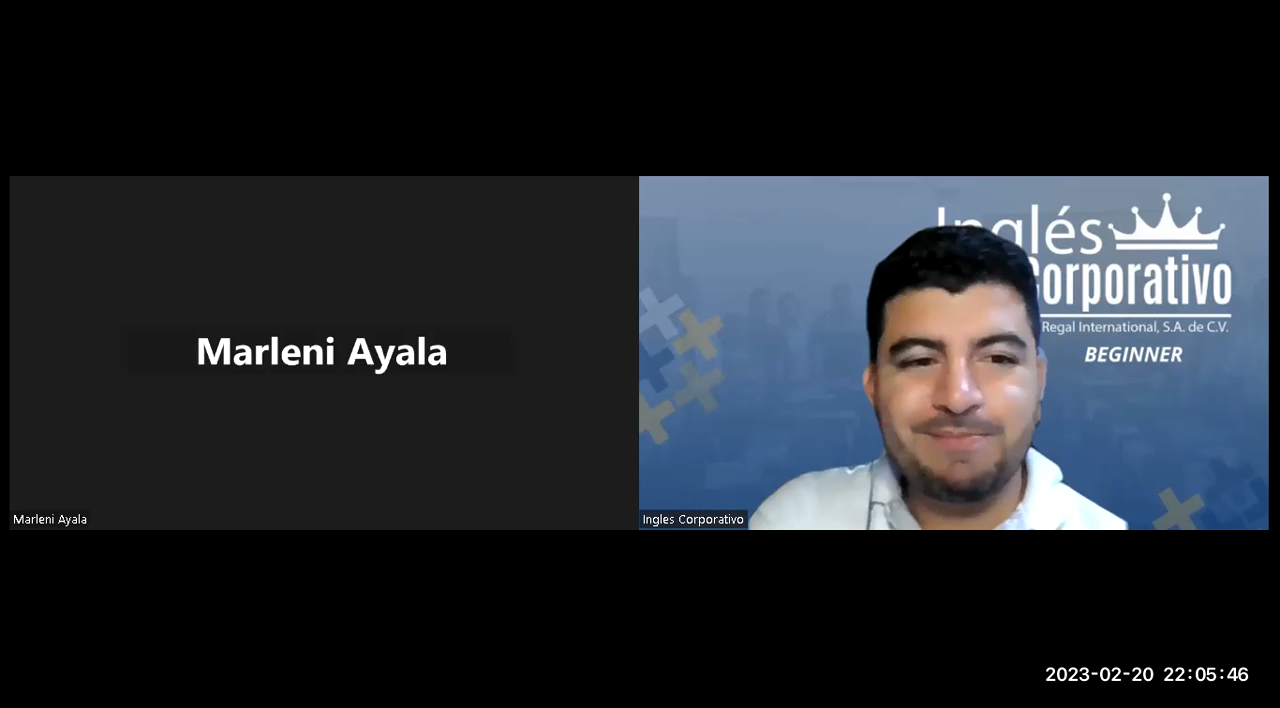 Marleni Ayala
Marleni Ayala
Inglés
Corporativo
Regal International, S.A. de C.V.
BEGINNER
Ingles Corporativo
2023-02-20 22:05:46